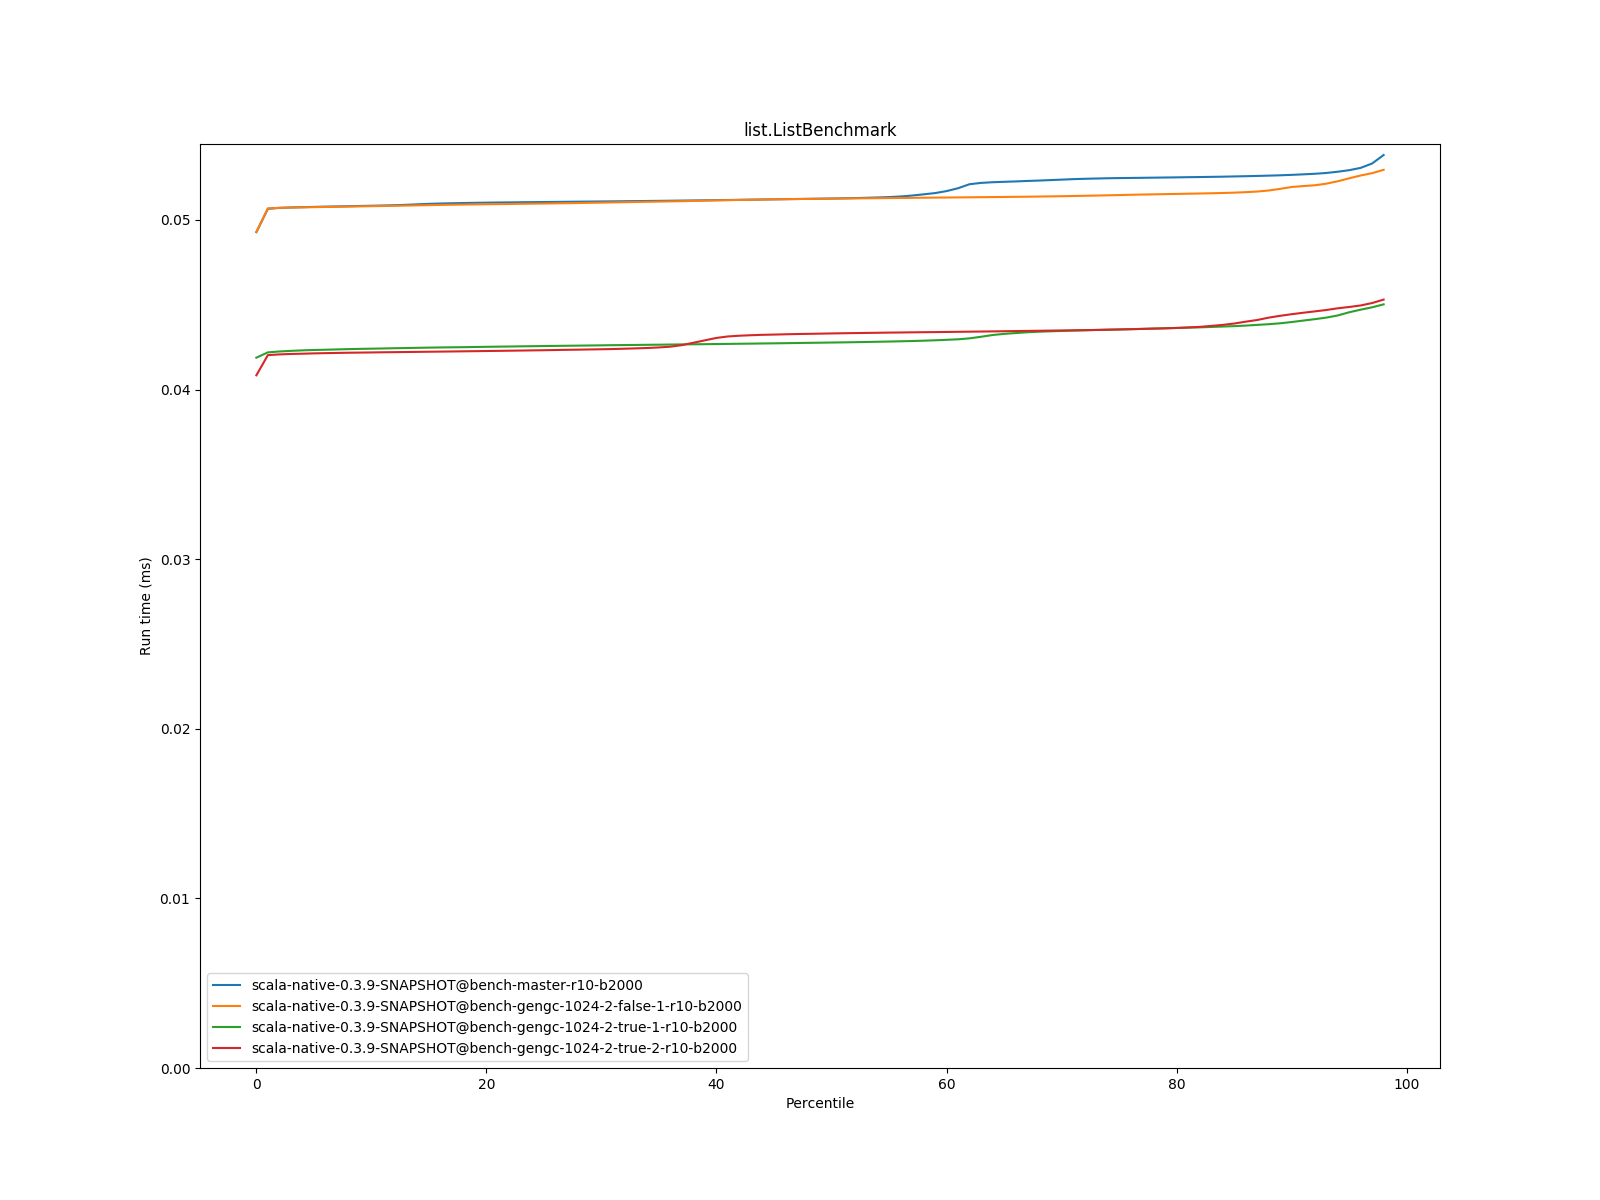 list.ListBenchmark
0.05
0.04
0.03
0.02
0.01
0.00
Run time (ms)
scala-native-0.3.9-SNAPSHOT@bench-master-r10-b2000
scala-native-0.3.9-SNAPSHOT@bench-gengc-1024-2-false-1-r10-b2000
scala-native-0.3.9-SNAPSHOT@bench-gengc-1024-2-true-1-r10-b2000
scala-native-0.3.9-SNAPSHOT@bench-gengc-1024-2-true-2-r10-b2000
0 20 40 60 80 100
Percentile